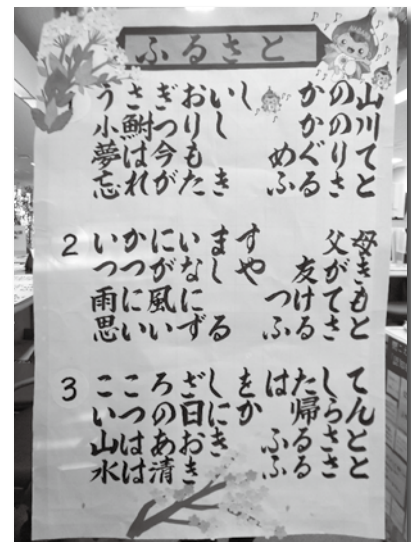 ふるさと
うさぎおいし かの山
小鮒つりし かの川
夢は今も めぐりて
忘れがたき ふるさと
2 いかにいます 父母
つつがなしや 友がき
雨に風に つけても
思いいずる ふるさと
3 こころざしを はたして
いつの日にか 帰らん
山はあおき ふるさと
水は清き ふるさと